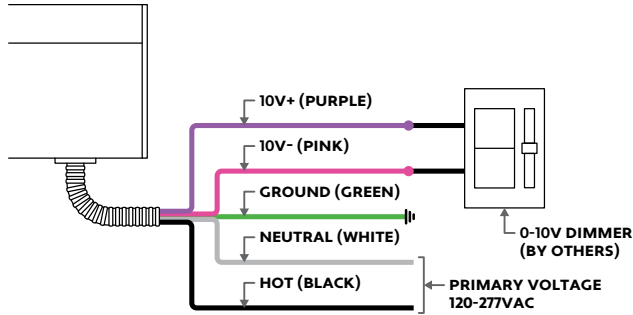 10V+ (PURPLE)
10V- (PINK)
GROUND (GREEN)
NEUTRAL (WHITE)
HOT (BLACK)
0-10V DIMMER
(BY OTHERS)
PRIMARY VOLTAGE
120-277VAC